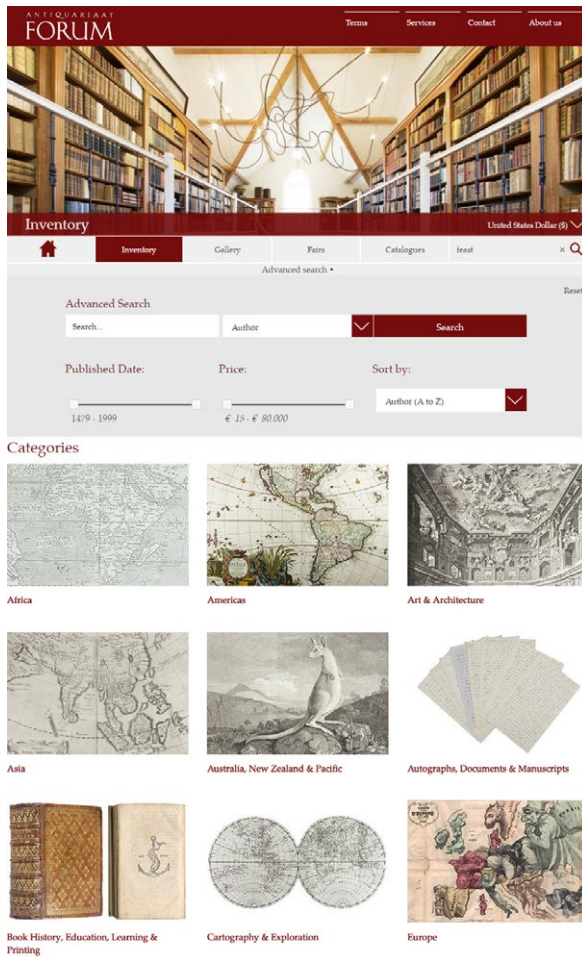 ANTIQUARIAAT
FORUM
Terms
Services
Contact
About us
Inventory
United States Dollar ($)
Inventory
Gallery
Fairs
Catalogues
feast
×
Advanced search •
Reset
Advanced Search
Search...
Author
Search
Published Date:
Price:
Sort by:
1479 - 1999
€ 15 - € 80.000
Author (A to Z)
Categories
Africa
Americas
Art & Architecture
Asia
Australia, New Zealand & Pacific
Autographs, Documents & Manuscripts
Book History, Education, Learning &
Printing
Cartography & Exploration
Europe